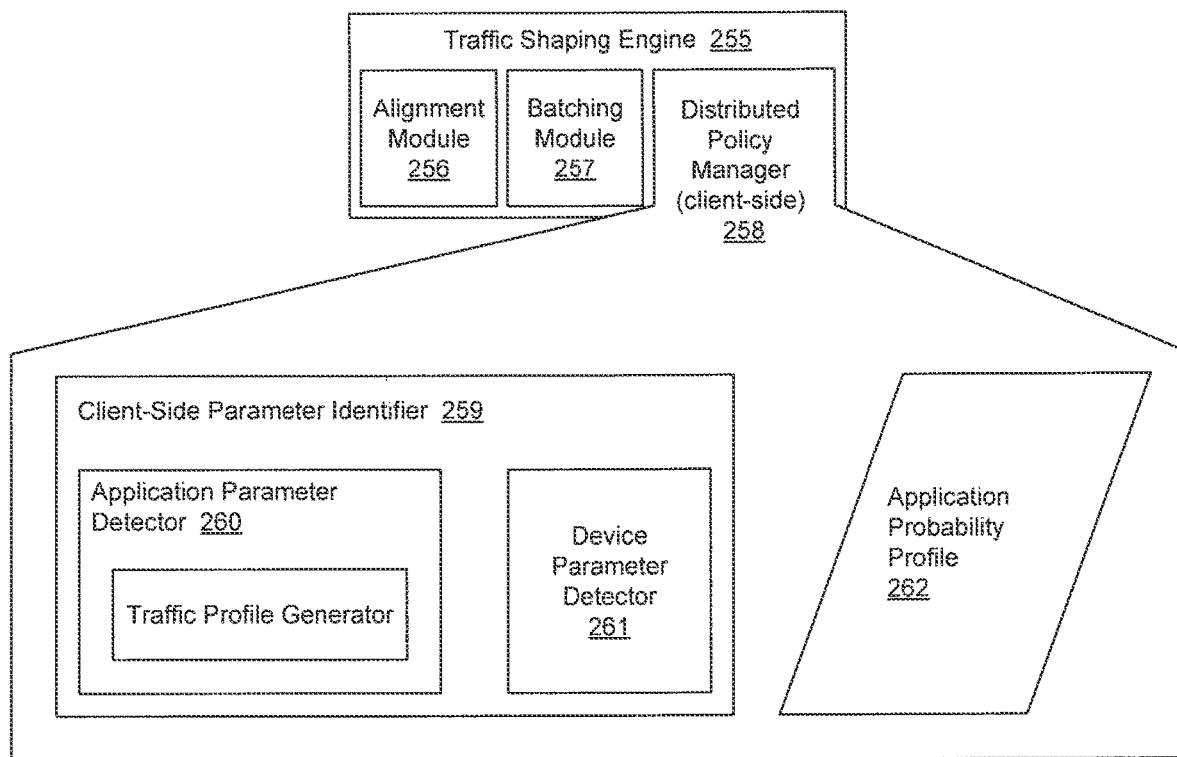 Traffic Shaping Engine 255
Alignment
Module
256
Batching
Module
257
Distributed
Policy
Manager
(client-side)
258
Client-Side Parameter Identifier 259
Application Parameter
Detector 260
Traffic Profile Generator
Device
Parameter
Detector
261
Application
Probability
Profile
262